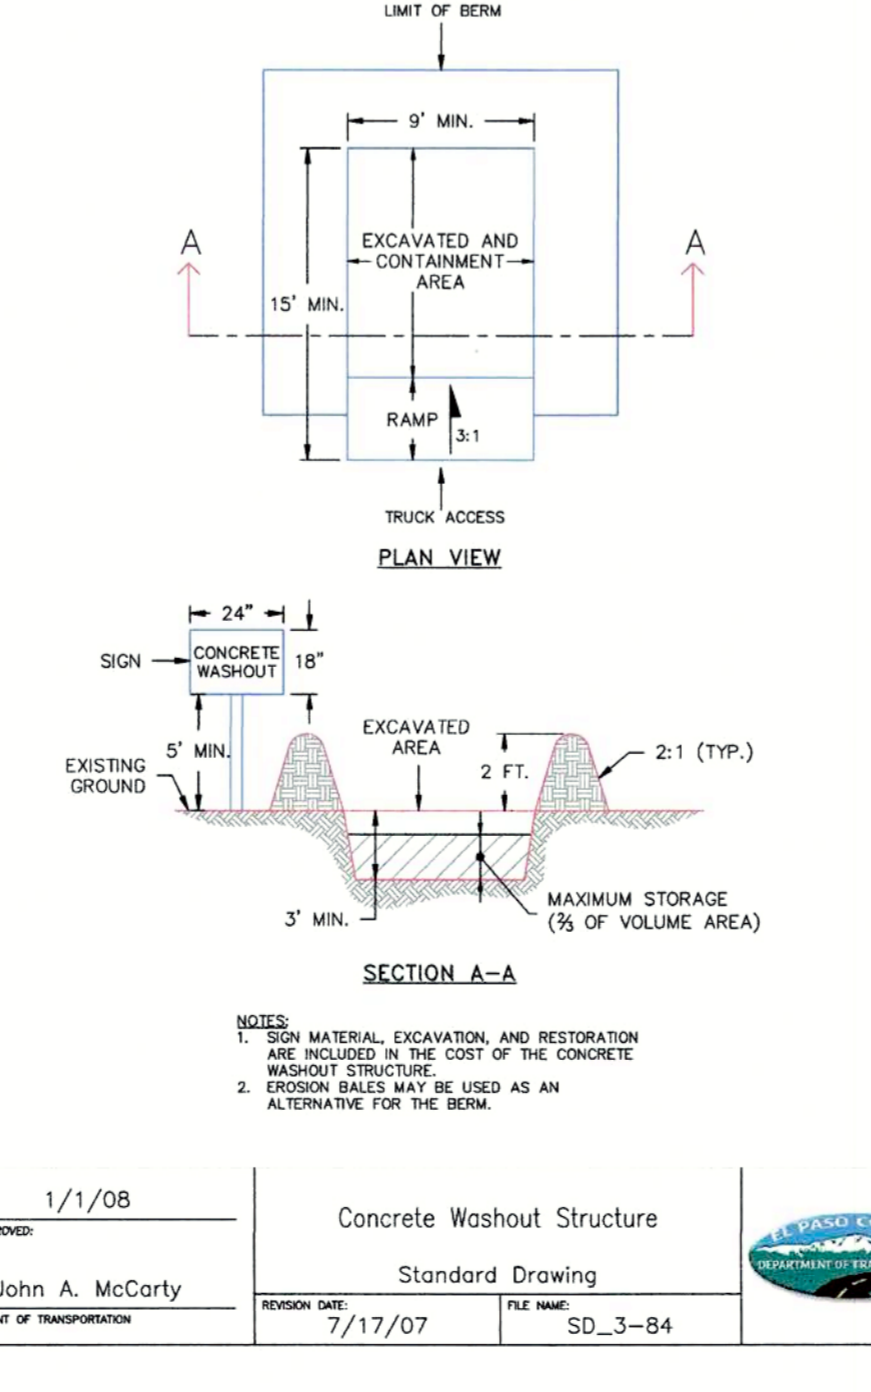 LIMIT OF BERM
9' MIN.
A
A
EXCAVATED AND
CONTAINMENT
AREA
15' MIN.
RAMP
3:1
TRUCK ACCESS
PLAN VIEW
24"
SIGN
CONCRETE
WASHOUT
18"
5' MIN.
EXISTING
GROUND
EXCAVATED
AREA
2 FT.
2:1 (TYP.)
3' MIN.
MAXIMUM STORAGE
(⅔ OF VOLUME AREA)
SECTION A-A
NOTES:
1. SIGN MATERIAL, EXCAVATION, AND RESTORATION
ARE INCLUDED IN THE COST OF THE CONCRETE
WASHOUT STRUCTURE.
2. EROSION BALES MAY BE USED AS AN
ALTERNATIVE FOR THE BERM.
1/1/08
John A. McCarty
OF TRANSPORTATION
Concrete Washout Structure
Standard Drawing
REVISION DATE:
7/17/07
FILE NAME:
SD_3-84
EL PASO
DEPARTMENT OF